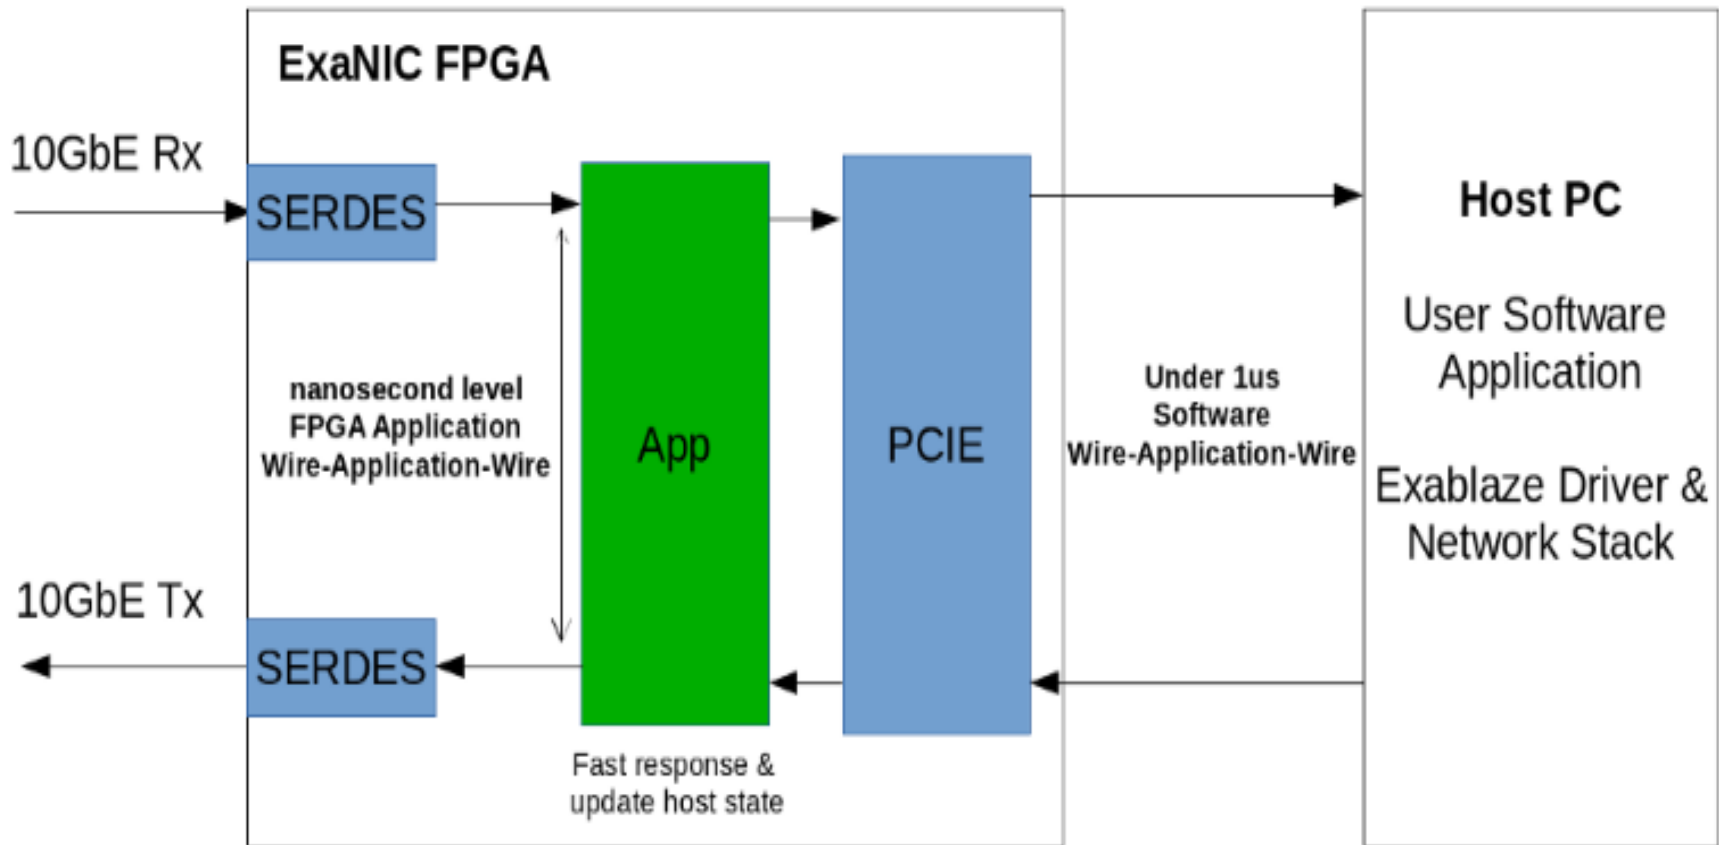 ExaNIC FPGA
10GbE Rx
SERDES
App
PCIE
Host PC
User Software
Application
Exablaze Driver &
Network Stack
nanosecond level
FPGA Application
Wire-Application-Wire
Under 1us
Software
Wire-Application-Wire
10GbE Tx
SERDES
Fast response &
update host state